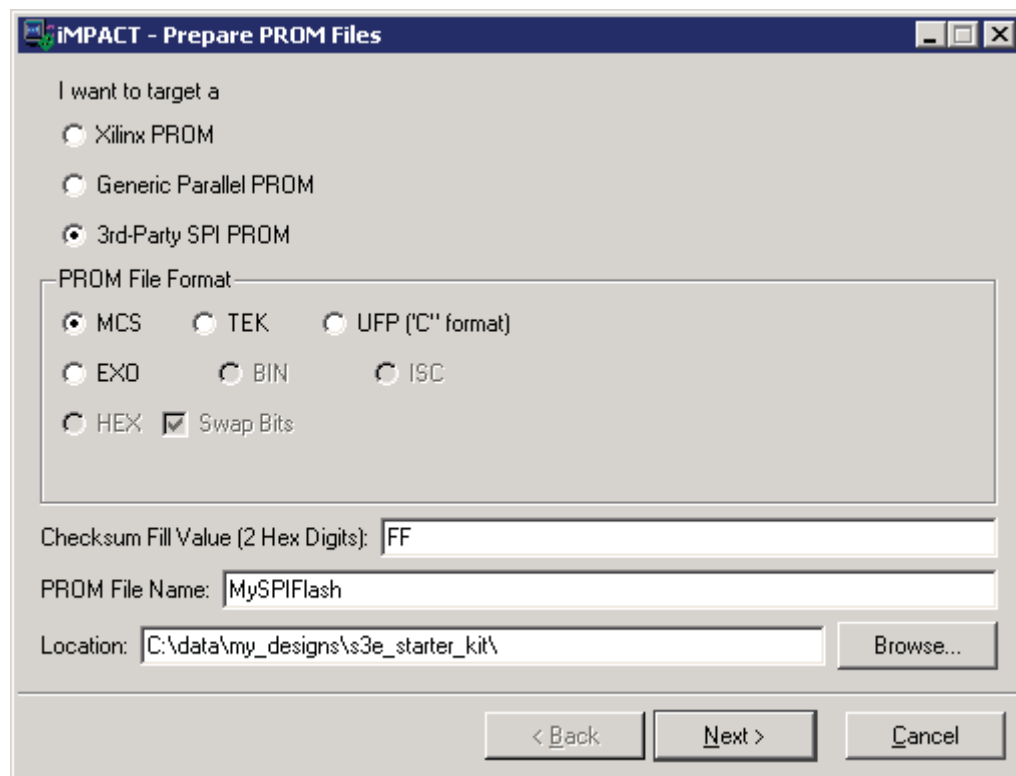 iMPACT - Prepare PROM Files
I want to target a
Xilinx PROM
Generic Parallel PROM
3rd-Party SPI PROM
PROM File Format
MCS TEK UFP ('C" format)
EXO BIN ISC
HEX Swap Bits
Checksum Fill Value (2 Hex Digits): FF
PROM File Name: MySPIFlash
Location: C:\data\my_designs\s3e_starter_kit\ Browse...
< Back Next > Cancel